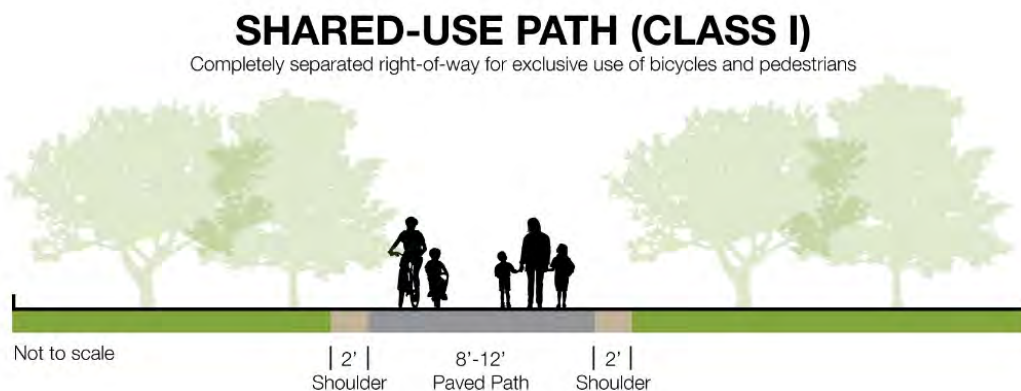 SHARED-USE PATH (CLASS I)
Completely separated right-of-way for exclusive use of bicycles and pedestrians
Not to scale
2' 8'-12' 2'
Shoulder Paved Path Shoulder